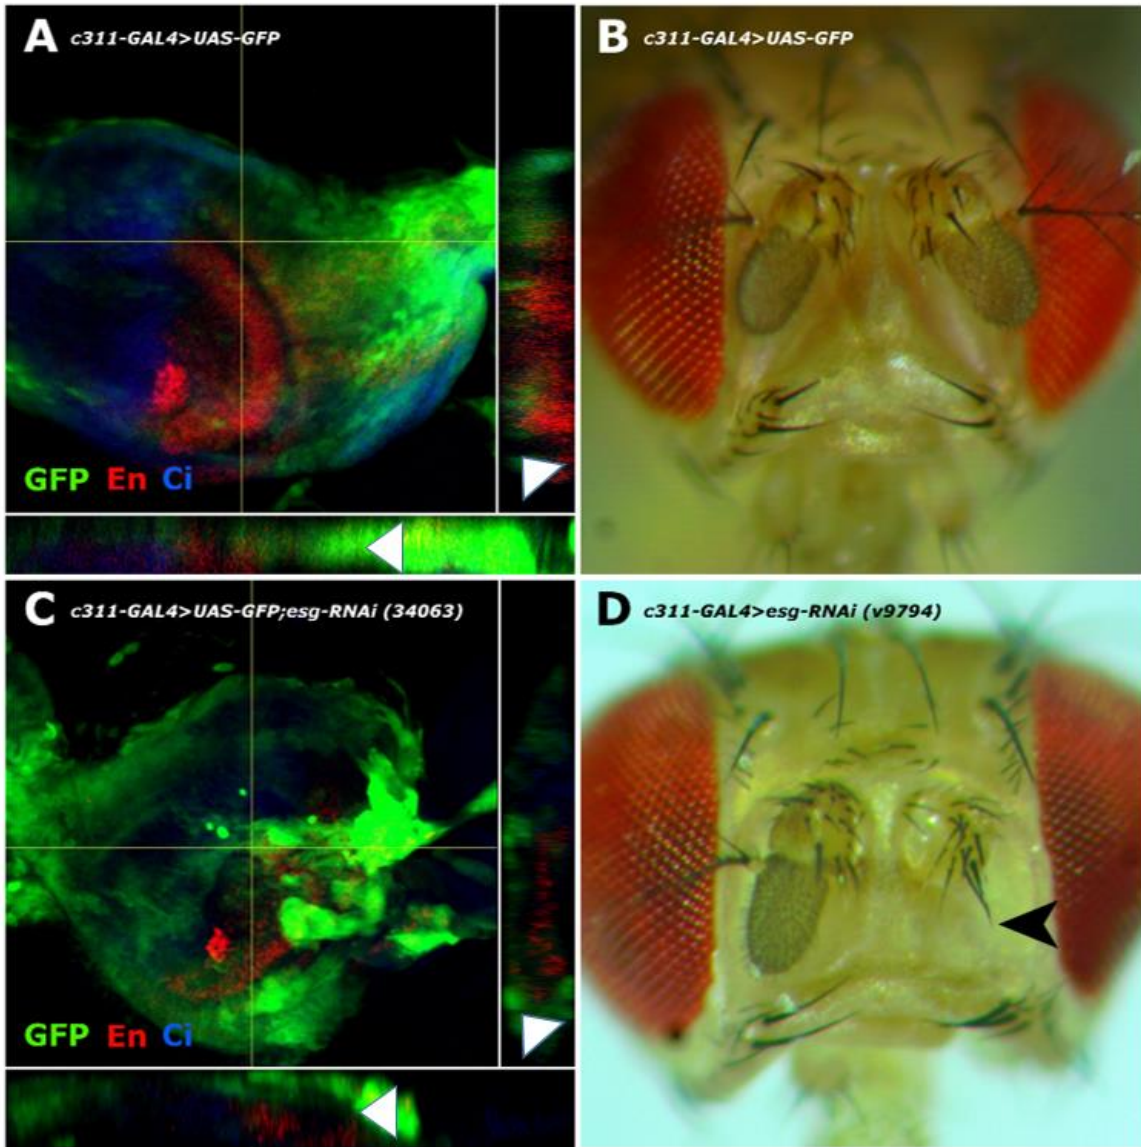 A c311-GAL4>UAS-GFP
GFP En Ci
B c311-GAL4>UAS-GFP
C c311-GAL4>UAS-GFP;esg-RNAi (34063)
GFP En Ci
D c311-GAL4>esg-RNAi (v9794)